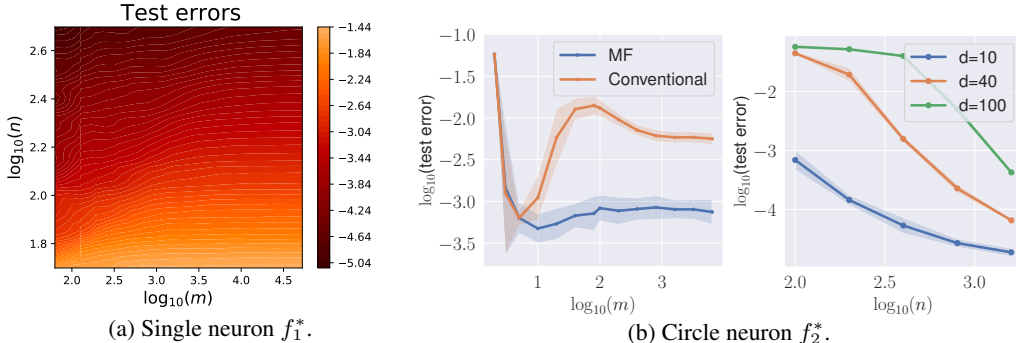 Test errors
log₁₀(n)
2.6
2.4
2.2
2.0
1.8
2.0
2.5
3.0
3.5
4.0
4.5
log₁₀(m)
−1.44
−1.84
−2.24
−2.64
−3.04
−3.44
−3.84
−4.24
−4.64
−5.04
(a) Single neuron f₁*.
log₁₀(test error)
−1.0
−1.5
−2.0
−2.5
−3.0
−3.5
MF
Conventional
1
2
3
log₁₀(m)
log₁₀(test error)
−2
−3
−4
d=10
d=40
d=100
2.0
2.5
3.0
log₁₀(n)
(b) Circle neuron f₂*.